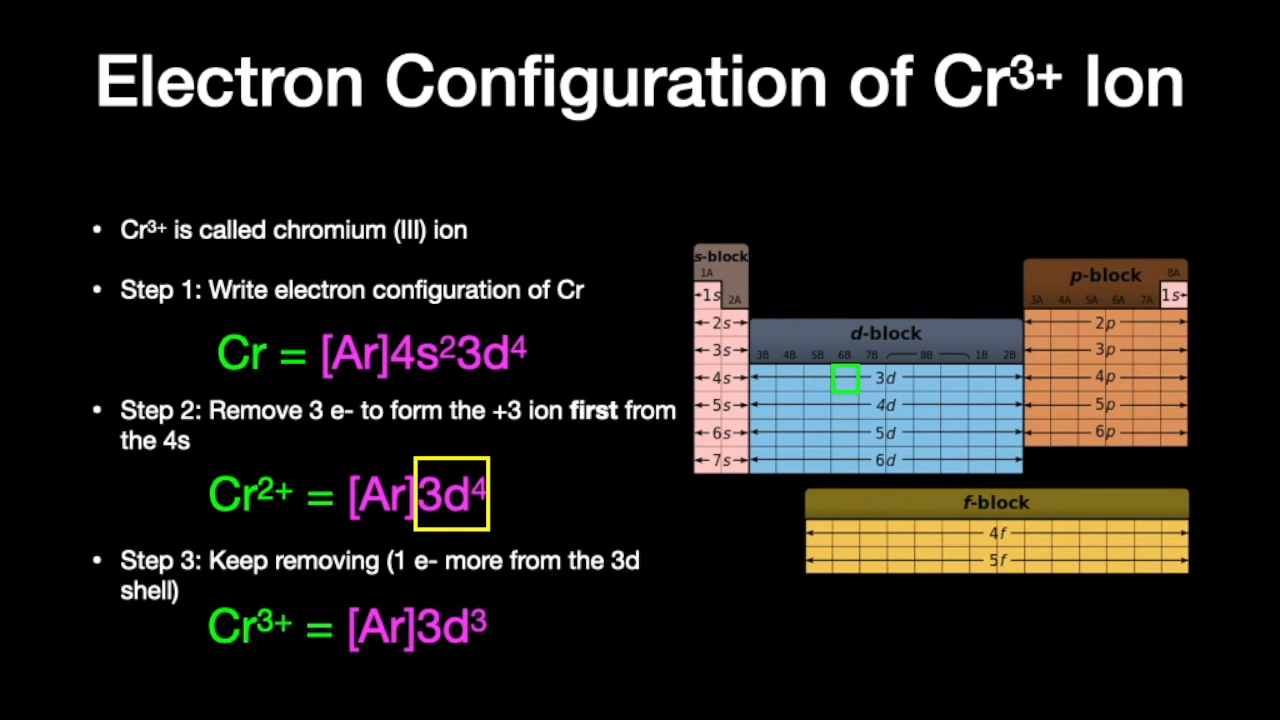 Electron Configuration of Cr³⁺ Ion
• Cr³⁺ is called chromium (III) ion
• Step 1: Write electron configuration of Cr
Cr = [Ar]4s²3d⁴
• Step 2: Remove 3 e- to form the +3 ion first from
the 4s
Cr²⁺ = [Ar]3d⁴
• Step 3: Keep removing (1 e- more from the 3d
shell)
Cr³⁺ = [Ar]3d³
s-block
1A
1s
2A
2s
3s
4s
5s
6s
7s
d-block
3B 4B 5B 6B 7B 8B 1B 2B
3d
4d
5d
6d
p-block
8A
3A 4A 5A 6A 7A
1s
2p
3p
4p
5p
6p
f-block
4f
5f